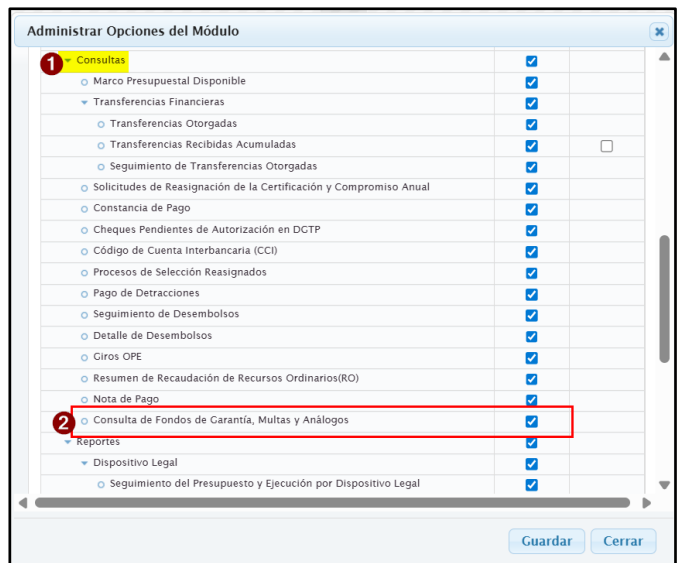 Administrar Opciones del Módulo
1 Consultas
Marco Presupuestal Disponible
Transferencias Financieras
Transferencias Otorgadas
Transferencias Recibidas Acumuladas
Seguimiento de Transferencias Otorgadas
Solicitudes de Reasignación de la Certificación y Compromiso Anual
Constancia de Pago
Cheques Pendientes de Autorización en DGTP
Código de Cuenta Interbancaria (CCI)
Procesos de Selección Reasignados
Pago de Detracciones
Seguimiento de Desembolsos
Detalle de Desembolsos
Giros OPE
Resumen de Recaudación de Recursos Ordinarios(RO)
Nota de Pago
2 Consulta de Fondos de Garantía, Multas y Análogos
Reportes
Dispositivo Legal
Seguimiento del Presupuesto y Ejecución por Dispositivo Legal
Guardar Cerrar